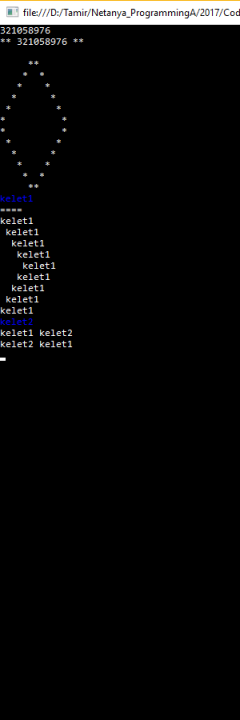 file:///D:/Tamir/Netanya_ProgrammingA/2017/Cod
321058976
** 321058976 **
**
*  *
*    *
*      *
*        *
*          *
*          *
*        *
*      *
*    *
*  *
**
kelet1
====
kelet1
kelet1
kelet1
kelet1
kelet1
kelet1
kelet1
kelet1
kelet1
kelet2
kelet1 kelet2
kelet2 kelet1